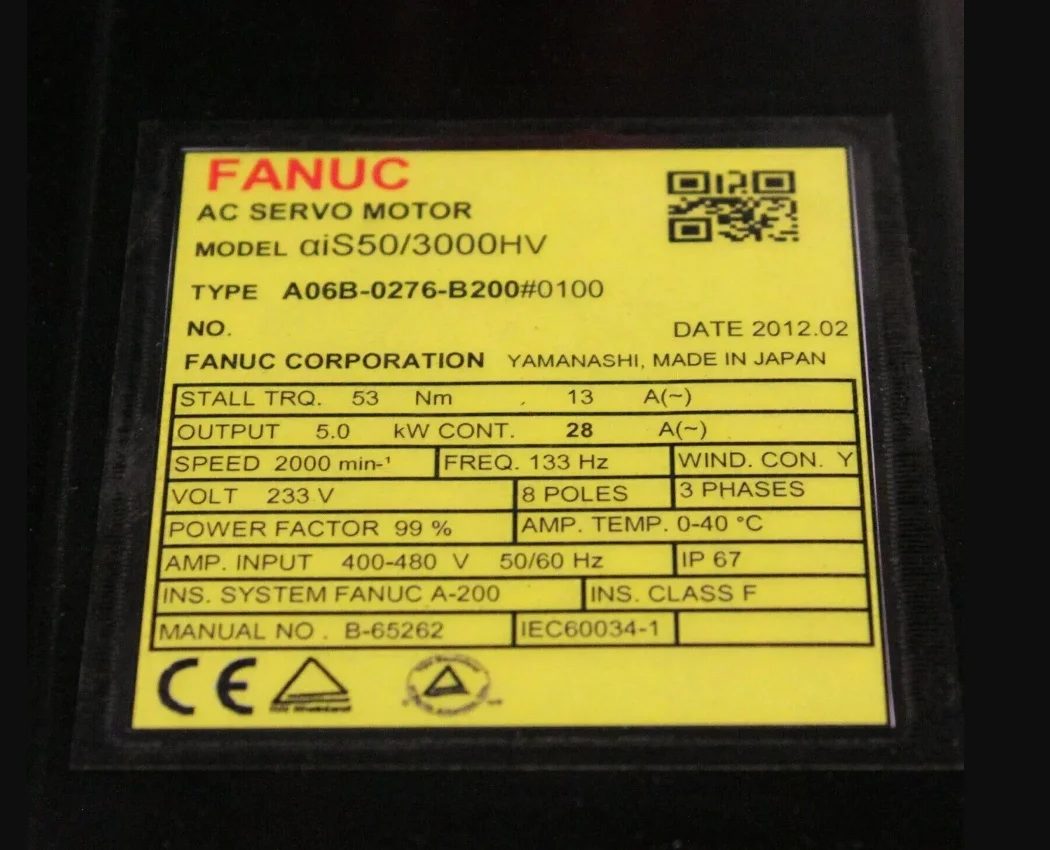 FANUC
AC SERVO MOTOR
MODEL αiS50/3000HV
TYPE A06B-0276-B200#0100
NO. DATE 2012.02
FANUC CORPORATION YAMANASHI, MADE IN JAPAN
STALL TRQ. 53 Nm 13 A(~)
OUTPUT 5.0 kW CONT. 28 A(~)
SPEED 2000 min-¹ FREQ. 133 Hz WIND. CON. Y
VOLT 233 V 8 POLES 3 PHASES
POWER FACTOR 99 % AMP. TEMP. 0-40 °C
AMP. INPUT 400-480 V 50/60 Hz IP 67
INS. SYSTEM FANUC A-200 INS. CLASS F
MANUAL NO. B-65262 IEC60034-1
CE